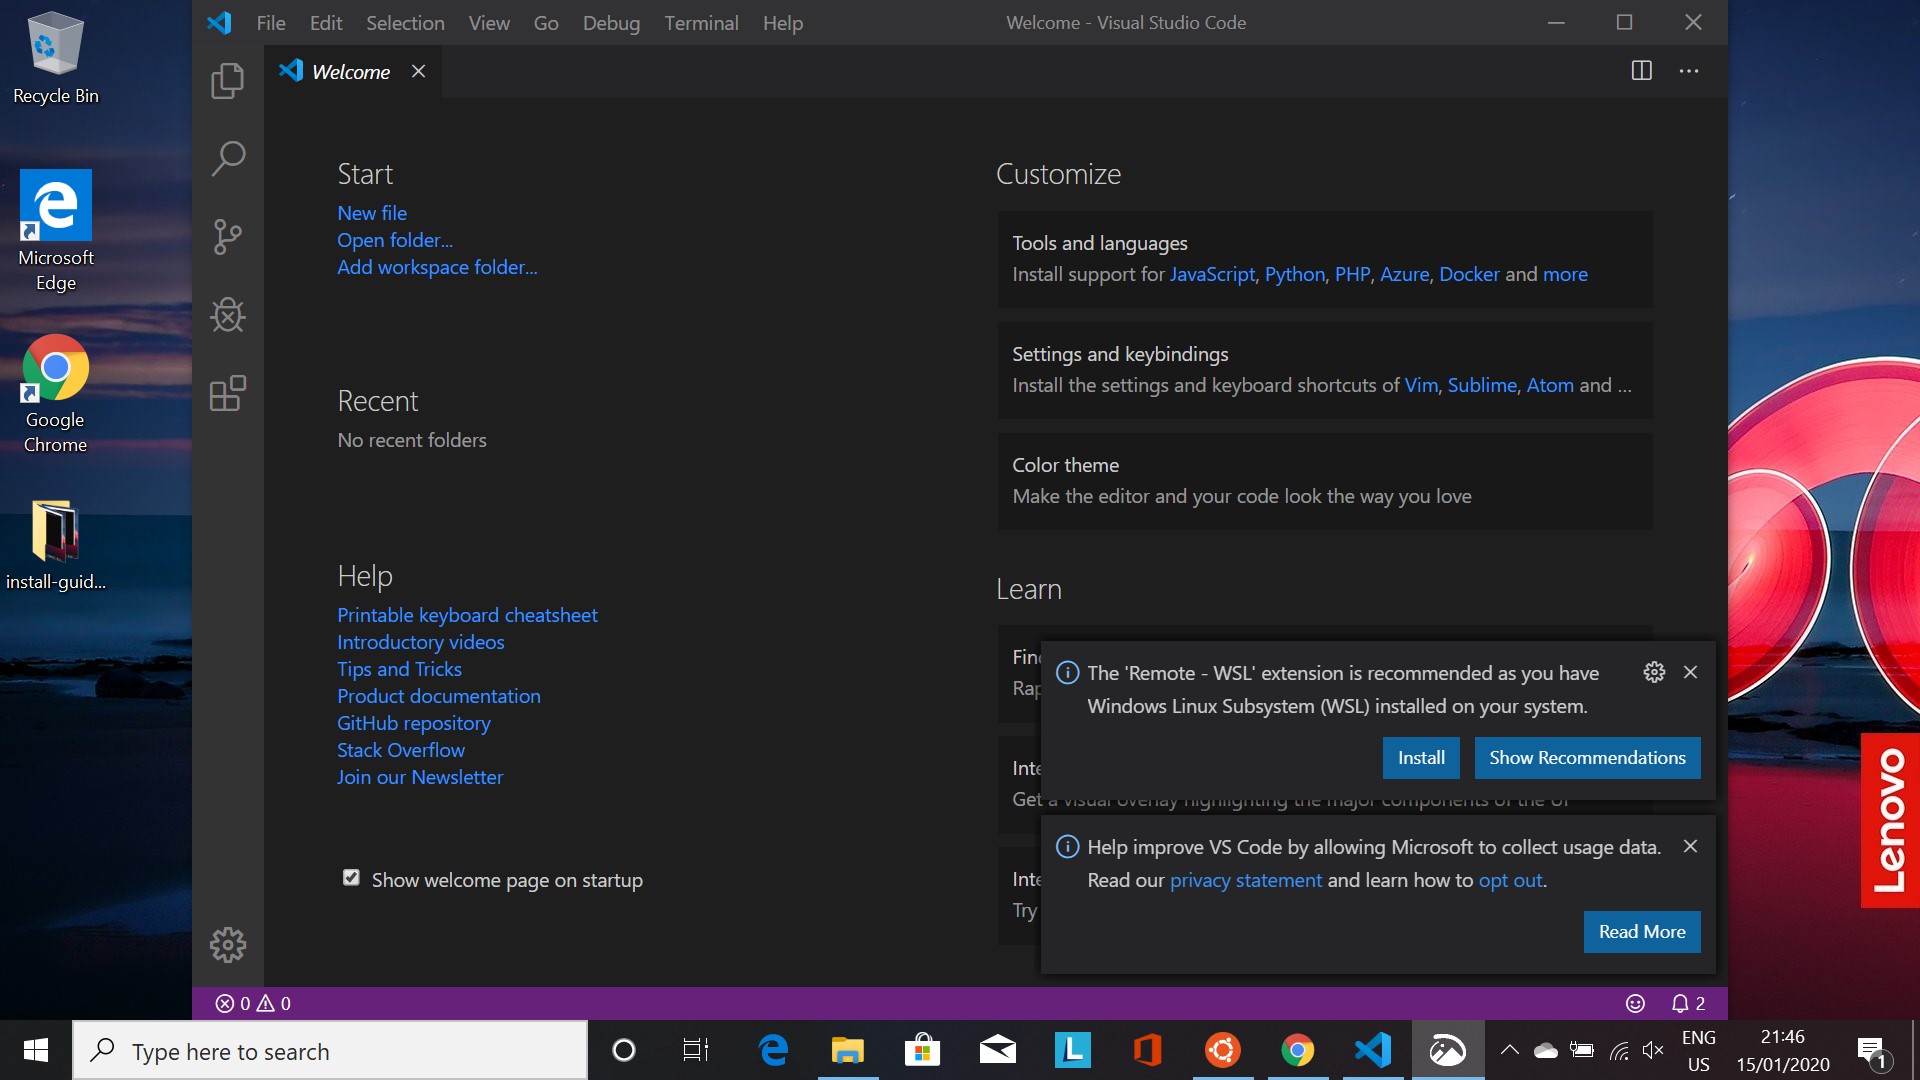 Recycle Bin
Microsoft
Edge
Google
Chrome
install-guid...
File Edit Selection View Go Debug Terminal Help
Welcome - Visual Studio Code
Welcome
Start
New file
Open folder...
Add workspace folder...
Recent
No recent folders
Help
Printable keyboard cheatsheet
Introductory videos
Tips and Tricks
Product documentation
GitHub repository
Stack Overflow
Join our Newsletter
Show welcome page on startup
Customize
Tools and languages
Install support for JavaScript, Python, PHP, Azure, Docker and more
Settings and keybindings
Install the settings and keyboard shortcuts of Vim, Sublime, Atom and ...
Color theme
Make the editor and your code look the way you love
Learn
The 'Remote - WSL' extension is recommended as you have
Windows Linux Subsystem (WSL) installed on your system.
Install Show Recommendations
Get a visual overlay highlighting the major components of the UI
Help improve VS Code by allowing Microsoft to collect usage data.
Read our privacy statement and learn how to opt out.
Try
Read More
0 0
2
Lenovo
Type here to search
ENG
US
21:46
15/01/2020
1